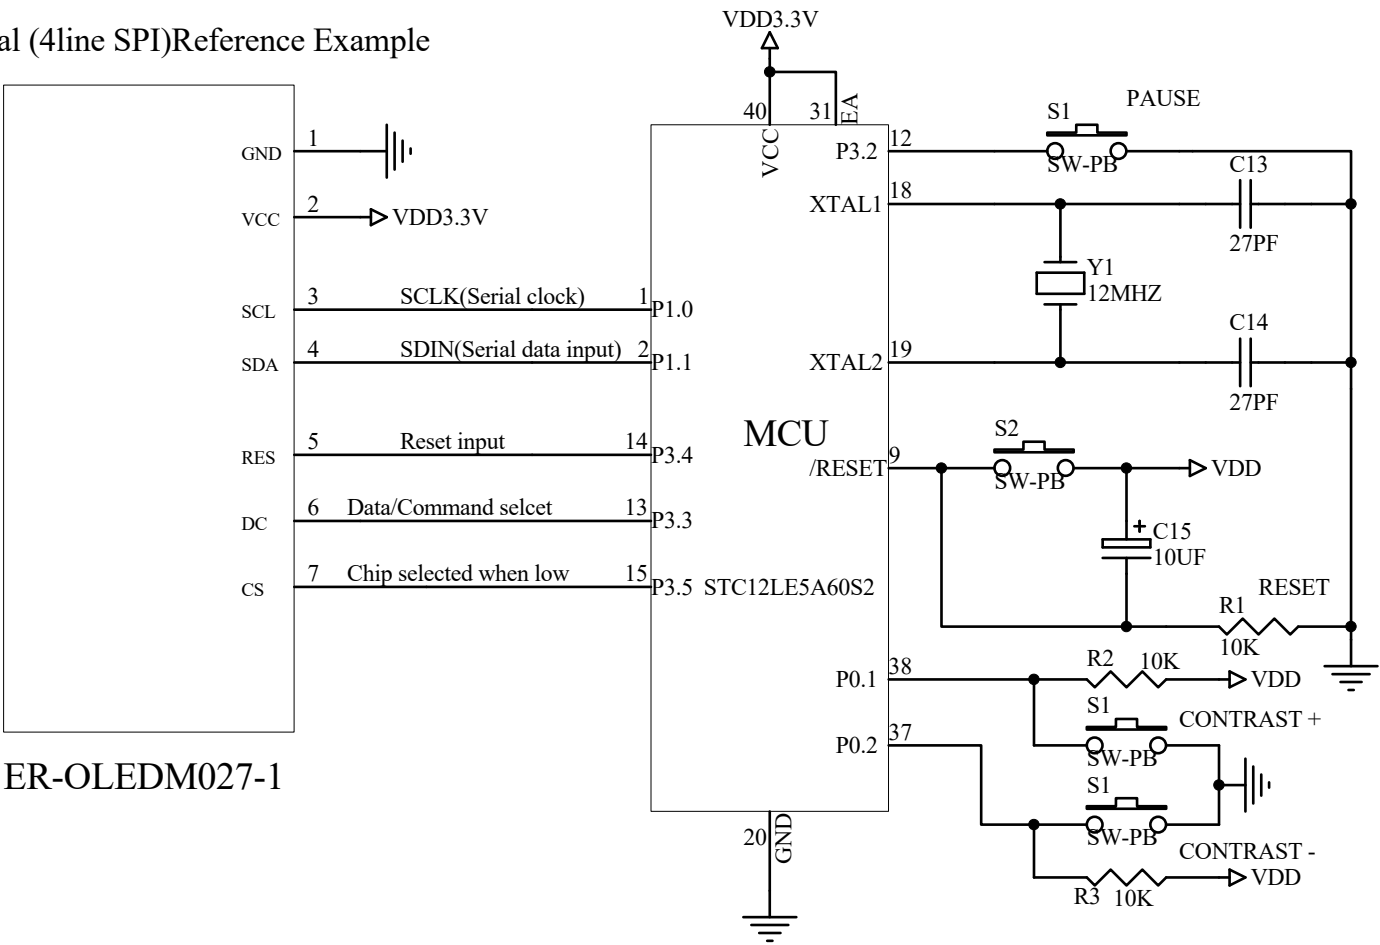 al (4line SPI)Reference Example
GND
1
VCC
2
VDD3.3V
SCL
3
SCLK(Serial clock)
1
P1.0
SDA
4
SDIN(Serial data input)
2
P1.1
RES
5
Reset input
14
P3.4
DC
6
Data/Command selcet
13
P3.3
CS
7
Chip selected when low
15
P3.5
STC12LE5A60S2
ER-OLEDM027-1
VDD3.3V
40
VCC
31
EA
MCU
20
GND
P3.2
12
S1
SW-PB
PAUSE
XTAL1
18
C13
27PF
Y1
12MHZ
XTAL2
19
C14
27PF
/RESET
9
S2
SW-PB
VDD
+
C15
10UF
RESET
R1
10K
P0.1
38
R2
10K
VDD
S1
SW-PB
CONTRAST +
P0.2
37
S1
SW-PB
CONTRAST -
R3
10K
VDD